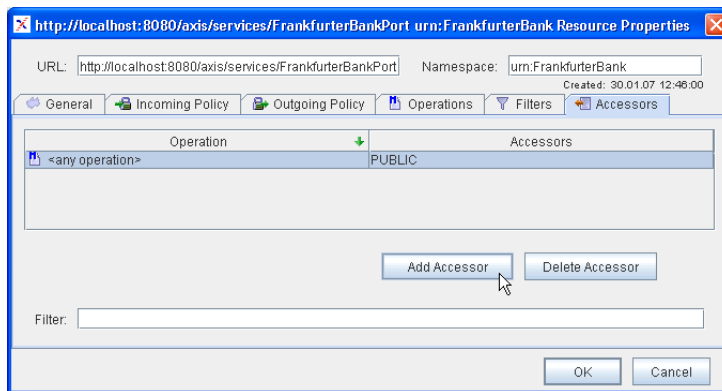 http://localhost:8080/axis/services/FrankfurterBankPort urn:FrankfurterBank Resource Properties
URL: http://localhost:8080/axis/services/FrankfurterBankPort Namespace: urn:FrankfurterBank
Created: 30.01.07 12:46:00
General Incoming Policy Outgoing Policy Operations Filters Accessors
Operation Accessors
<any operation> PUBLIC
Add Accessor Delete Accessor
Filter:
OK Cancel